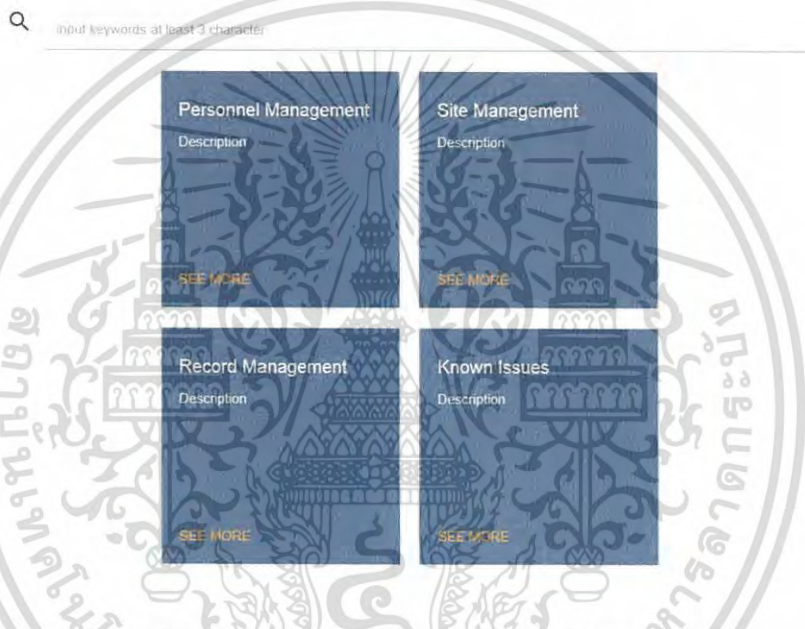 input keywords at least 3 character
Personnel Management
Description
SEE MORE
Site Management
Description
SEE MORE
Record Management
Description
SEE MORE
Known Issues
Description
SEE MORE